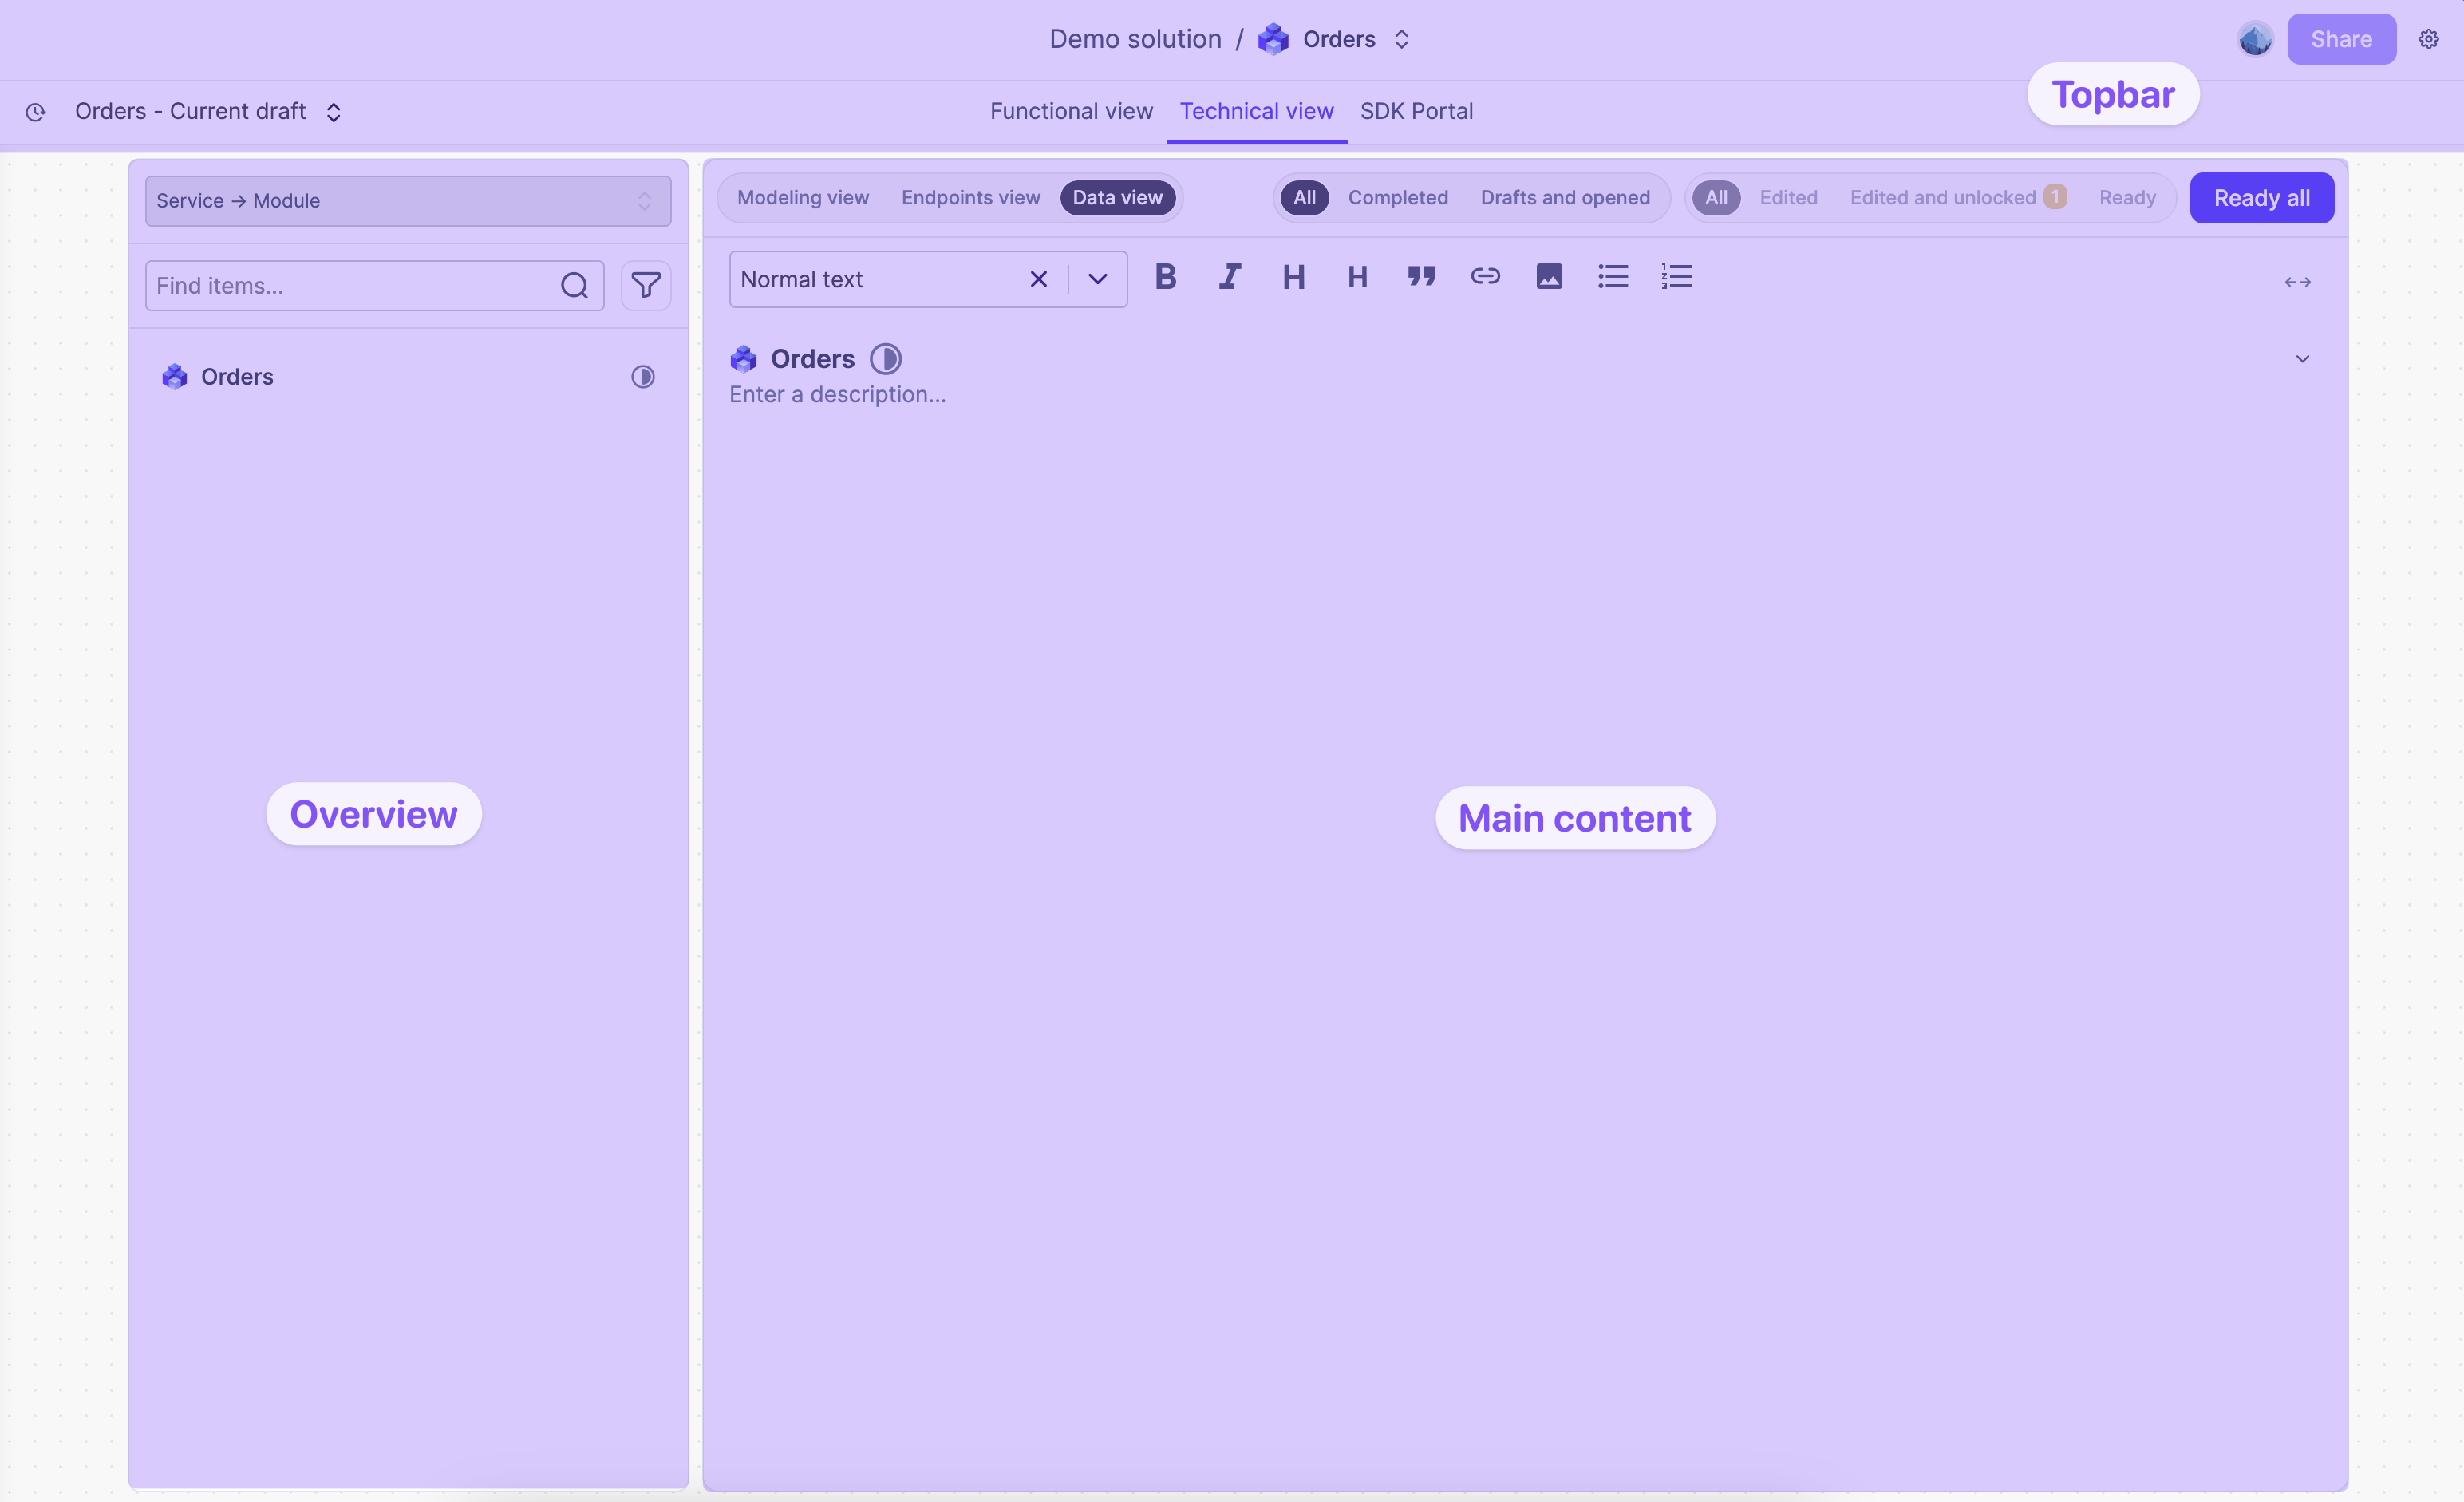 Demo solution / Orders
Share
Topbar
Orders - Current draft
Functional view Technical view SDK Portal
Service → Module
Find items...
Orders
Overview
Modeling view Endpoints view Data view
All Completed Drafts and opened
All Edited Edited and unlocked 1 Ready
Ready all
Normal text
B I H H
Orders
Enter a description...
Main content